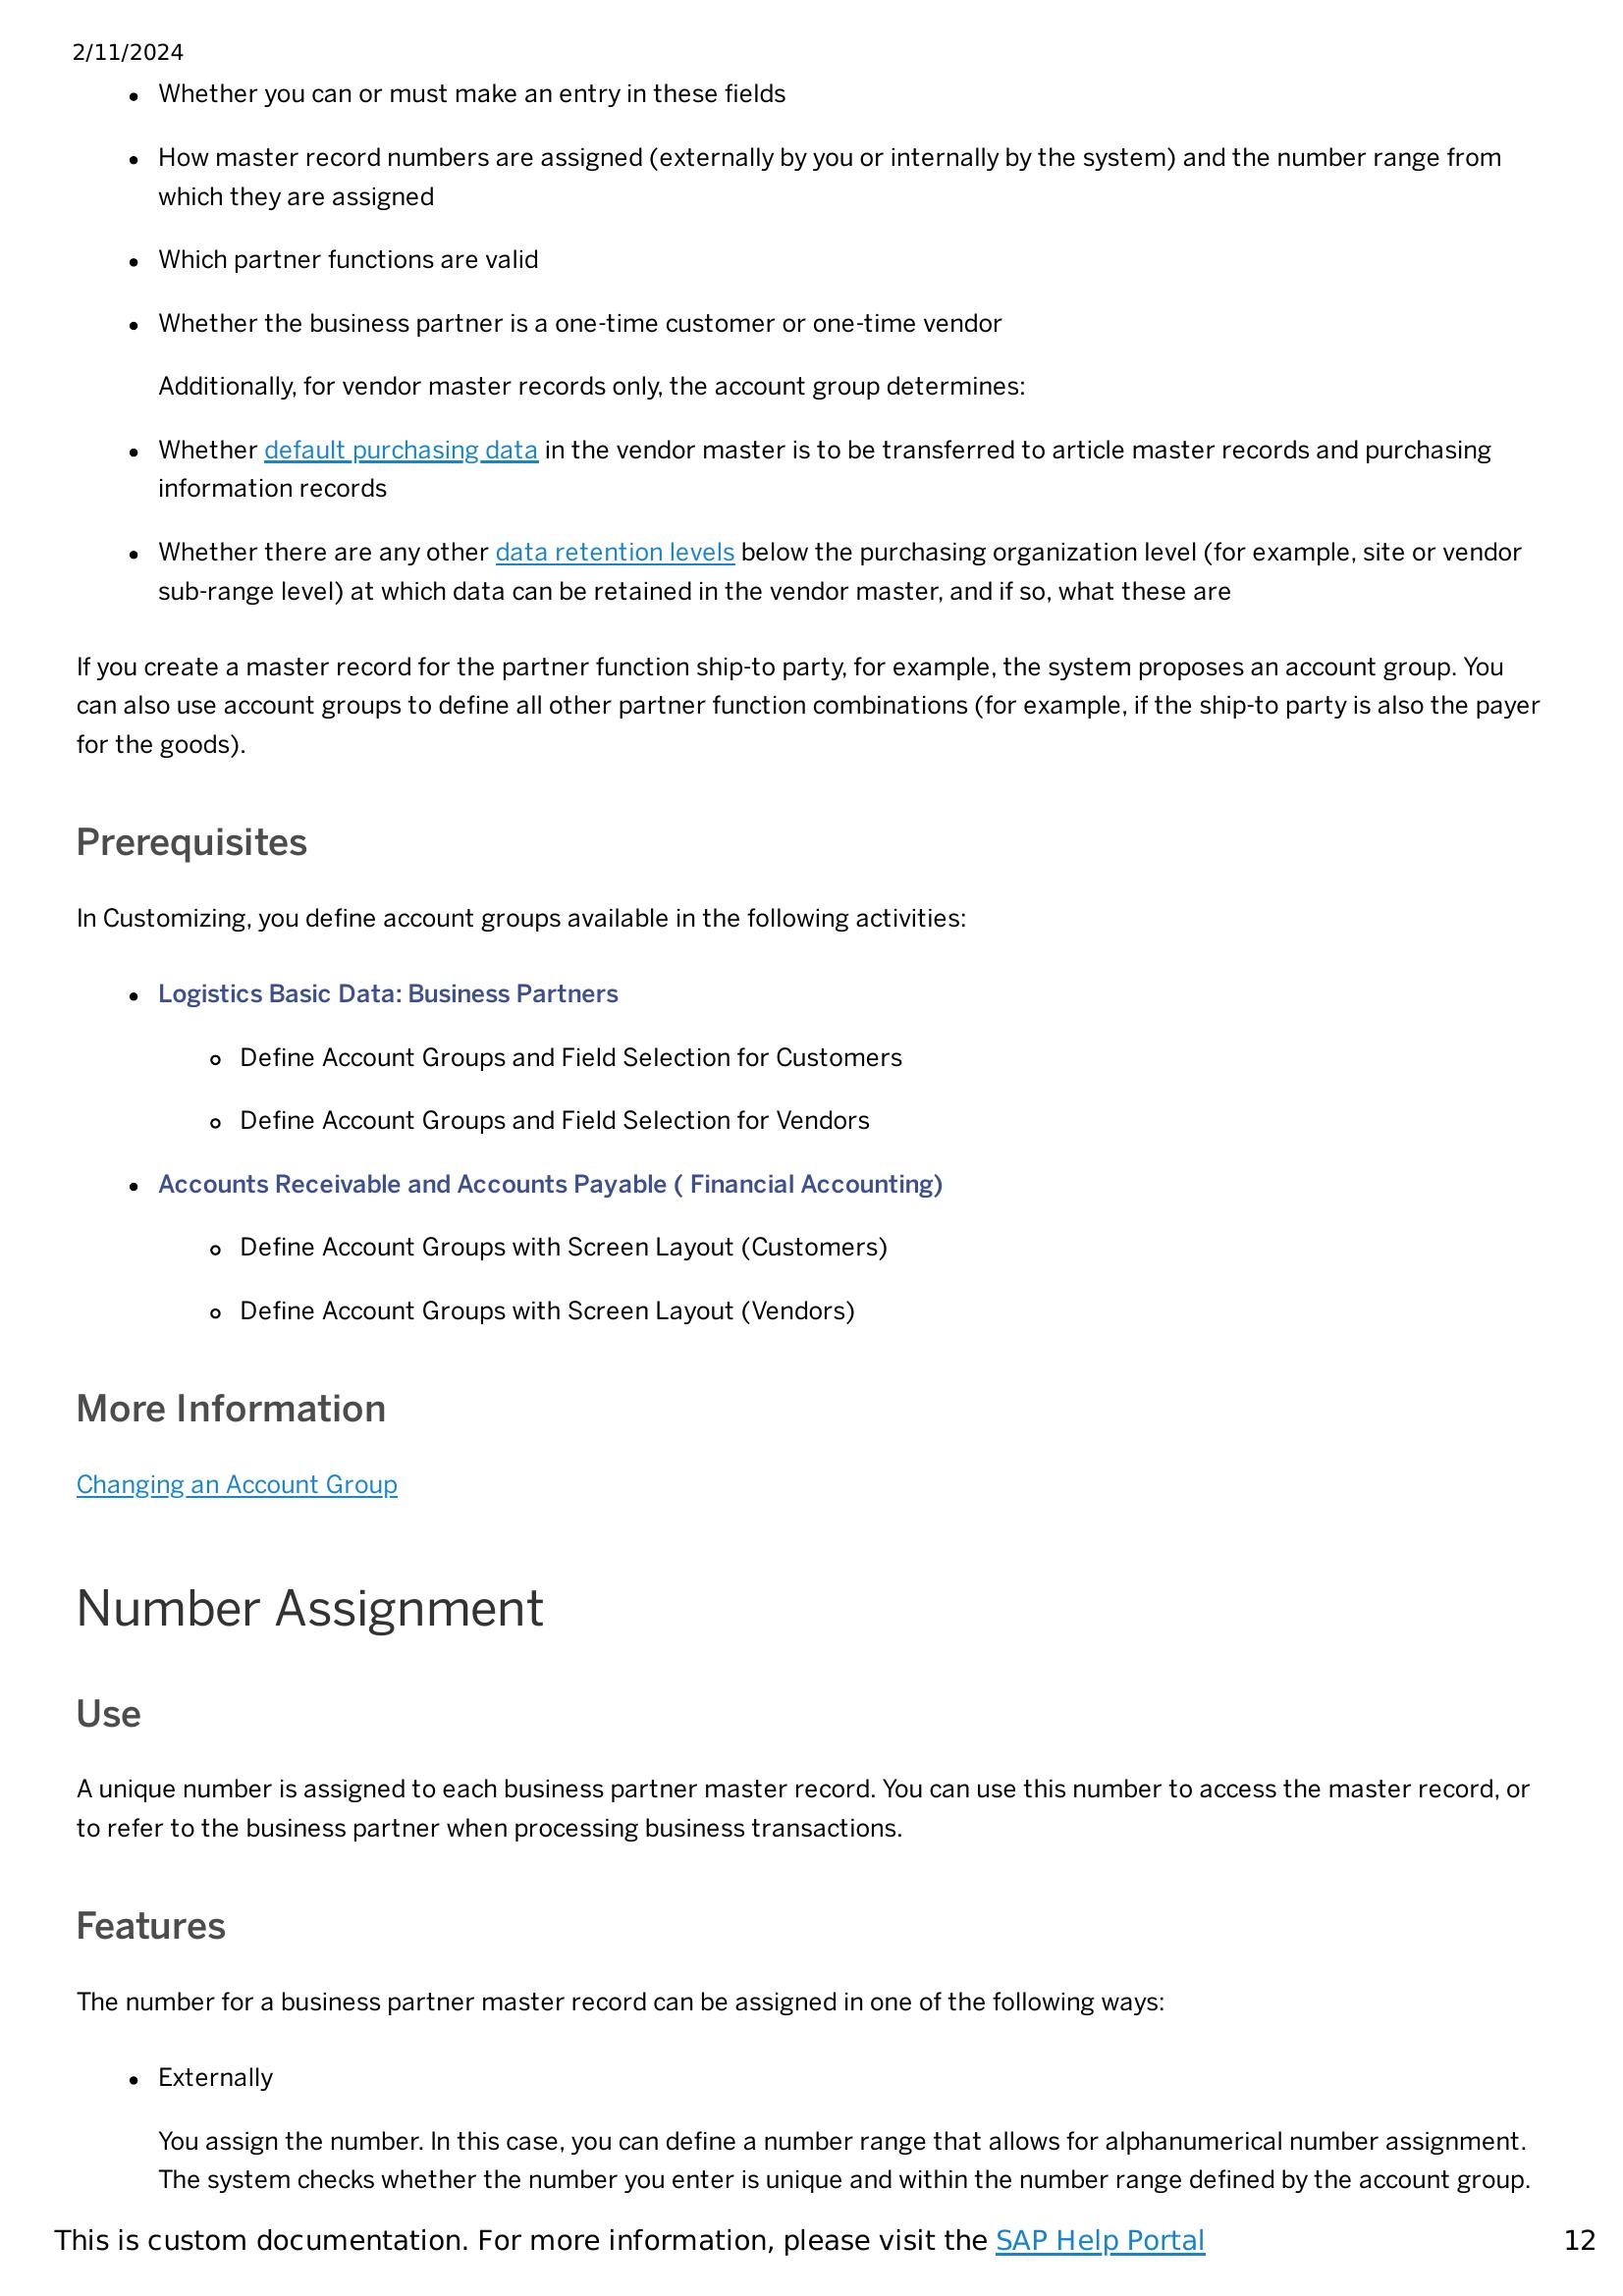 2/11/2024
• Whether you can or must make an entry in these fields
• How master record numbers are assigned (externally by you or internally by the system) and the number range from
which they are assigned
• Which partner functions are valid
• Whether the business partner is a one-time customer or one-time vendor
Additionally, for vendor master records only, the account group determines:
• Whether default purchasing data in the vendor master is to be transferred to article master records and purchasing
information records
• Whether there are any other data retention levels below the purchasing organization level (for example, site or vendor
sub-range level) at which data can be retained in the vendor master, and if so, what these are
If you create a master record for the partner function ship-to party, for example, the system proposes an account group. You
can also use account groups to define all other partner function combinations (for example, if the ship-to party is also the payer
for the goods).
Prerequisites
In Customizing, you define account groups available in the following activities:
• Logistics Basic Data: Business Partners
◦ Define Account Groups and Field Selection for Customers
◦ Define Account Groups and Field Selection for Vendors
• Accounts Receivable and Accounts Payable ( Financial Accounting)
◦ Define Account Groups with Screen Layout (Customers)
◦ Define Account Groups with Screen Layout (Vendors)
More Information
Changing an Account Group
Number Assignment
Use
A unique number is assigned to each business partner master record. You can use this number to access the master record, or
to refer to the business partner when processing business transactions.
Features
The number for a business partner master record can be assigned in one of the following ways:
• Externally
You assign the number. In this case, you can define a number range that allows for alphanumerical number assignment.
The system checks whether the number you enter is unique and within the number range defined by the account group.
This is custom documentation. For more information, please visit the SAP Help Portal 12